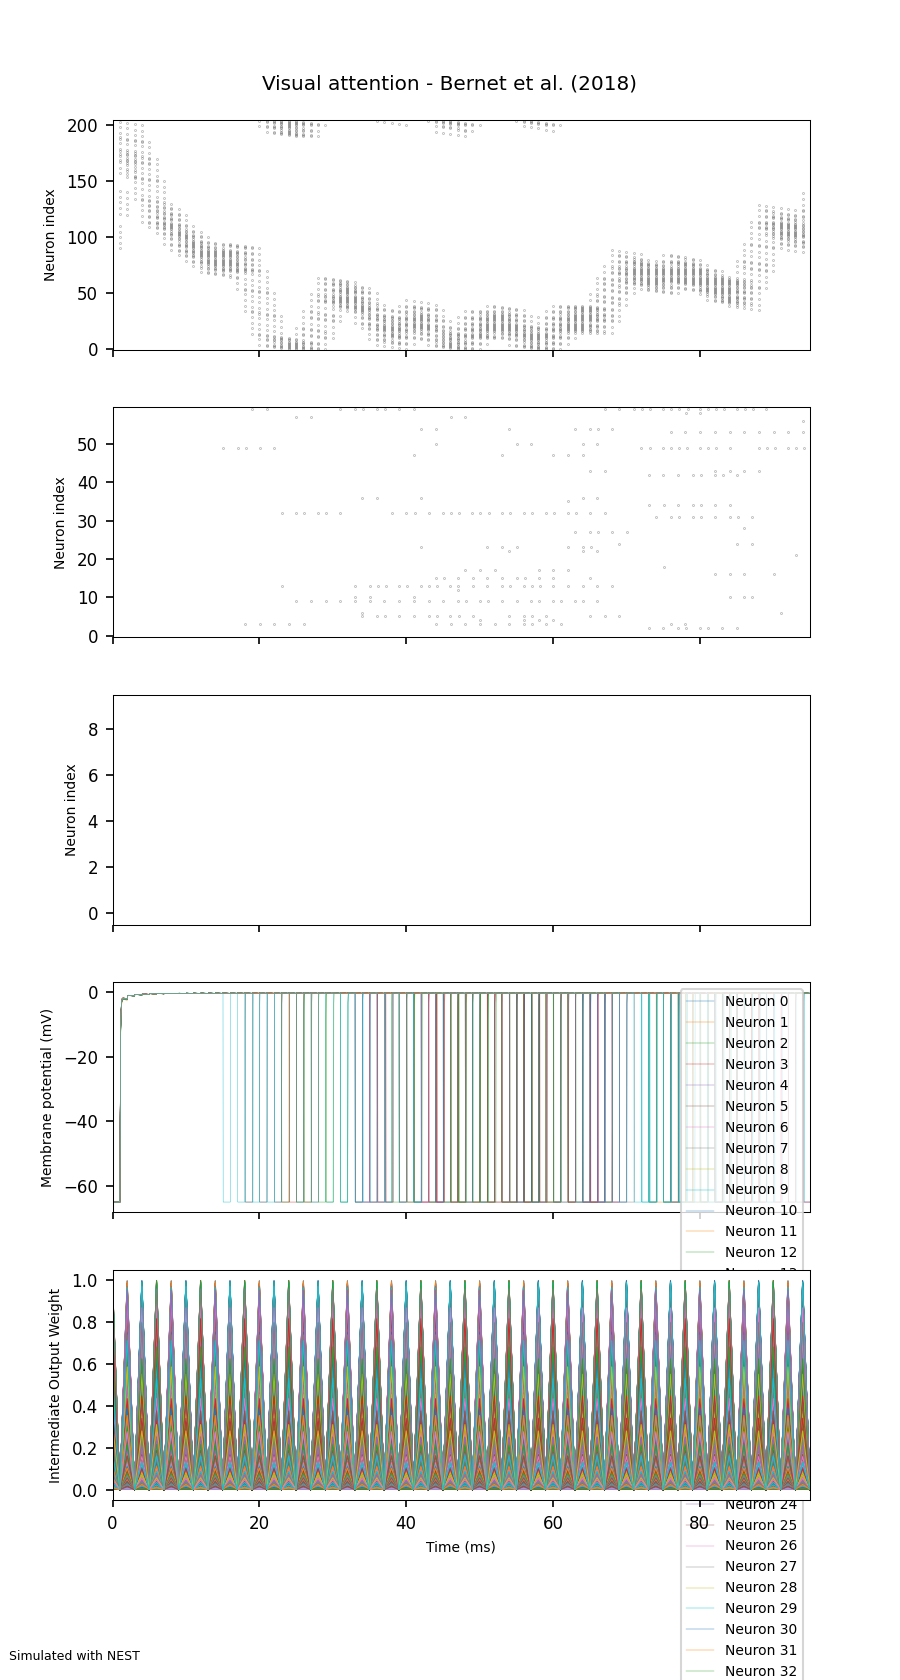 Visual attention - Bernet et al. (2018)
200
150
100
50
0
Neuron index
50
40
30
20
10
0
Neuron index
8
6
4
2
0
Neuron index
0
−20
−40
−60
Membrane potential (mV)
Neuron 0
Neuron 1
Neuron 2
Neuron 3
Neuron 4
Neuron 5
Neuron 6
Neuron 7
Neuron 8
Neuron 9
Neuron 10
Neuron 11
Neuron 12
1.0
0.8
0.6
0.4
0.2
0.0
Intermediate Output Weight
0 20 40 60 80
Time (ms)
Neuron 24
Neuron 25
Neuron 26
Neuron 27
Neuron 28
Neuron 29
Neuron 30
Neuron 31
Neuron 32
Simulated with NEST